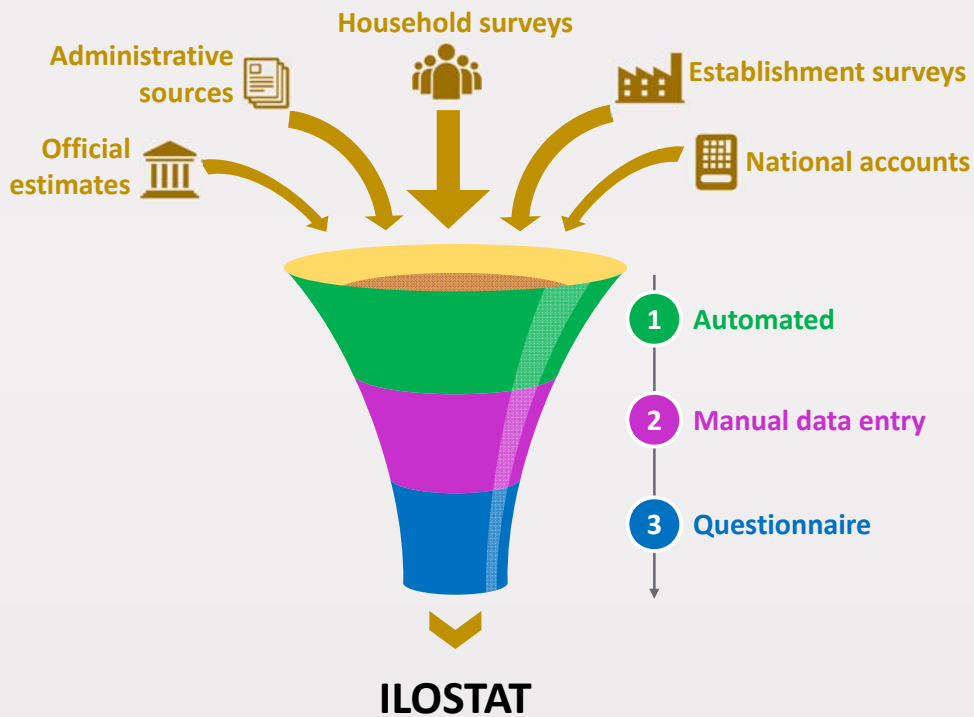 Household surveys
Administrative
sources
Establishment surveys
Official
estimates
National accounts
1 Automated
2 Manual data entry
3 Questionnaire
ILOSTAT